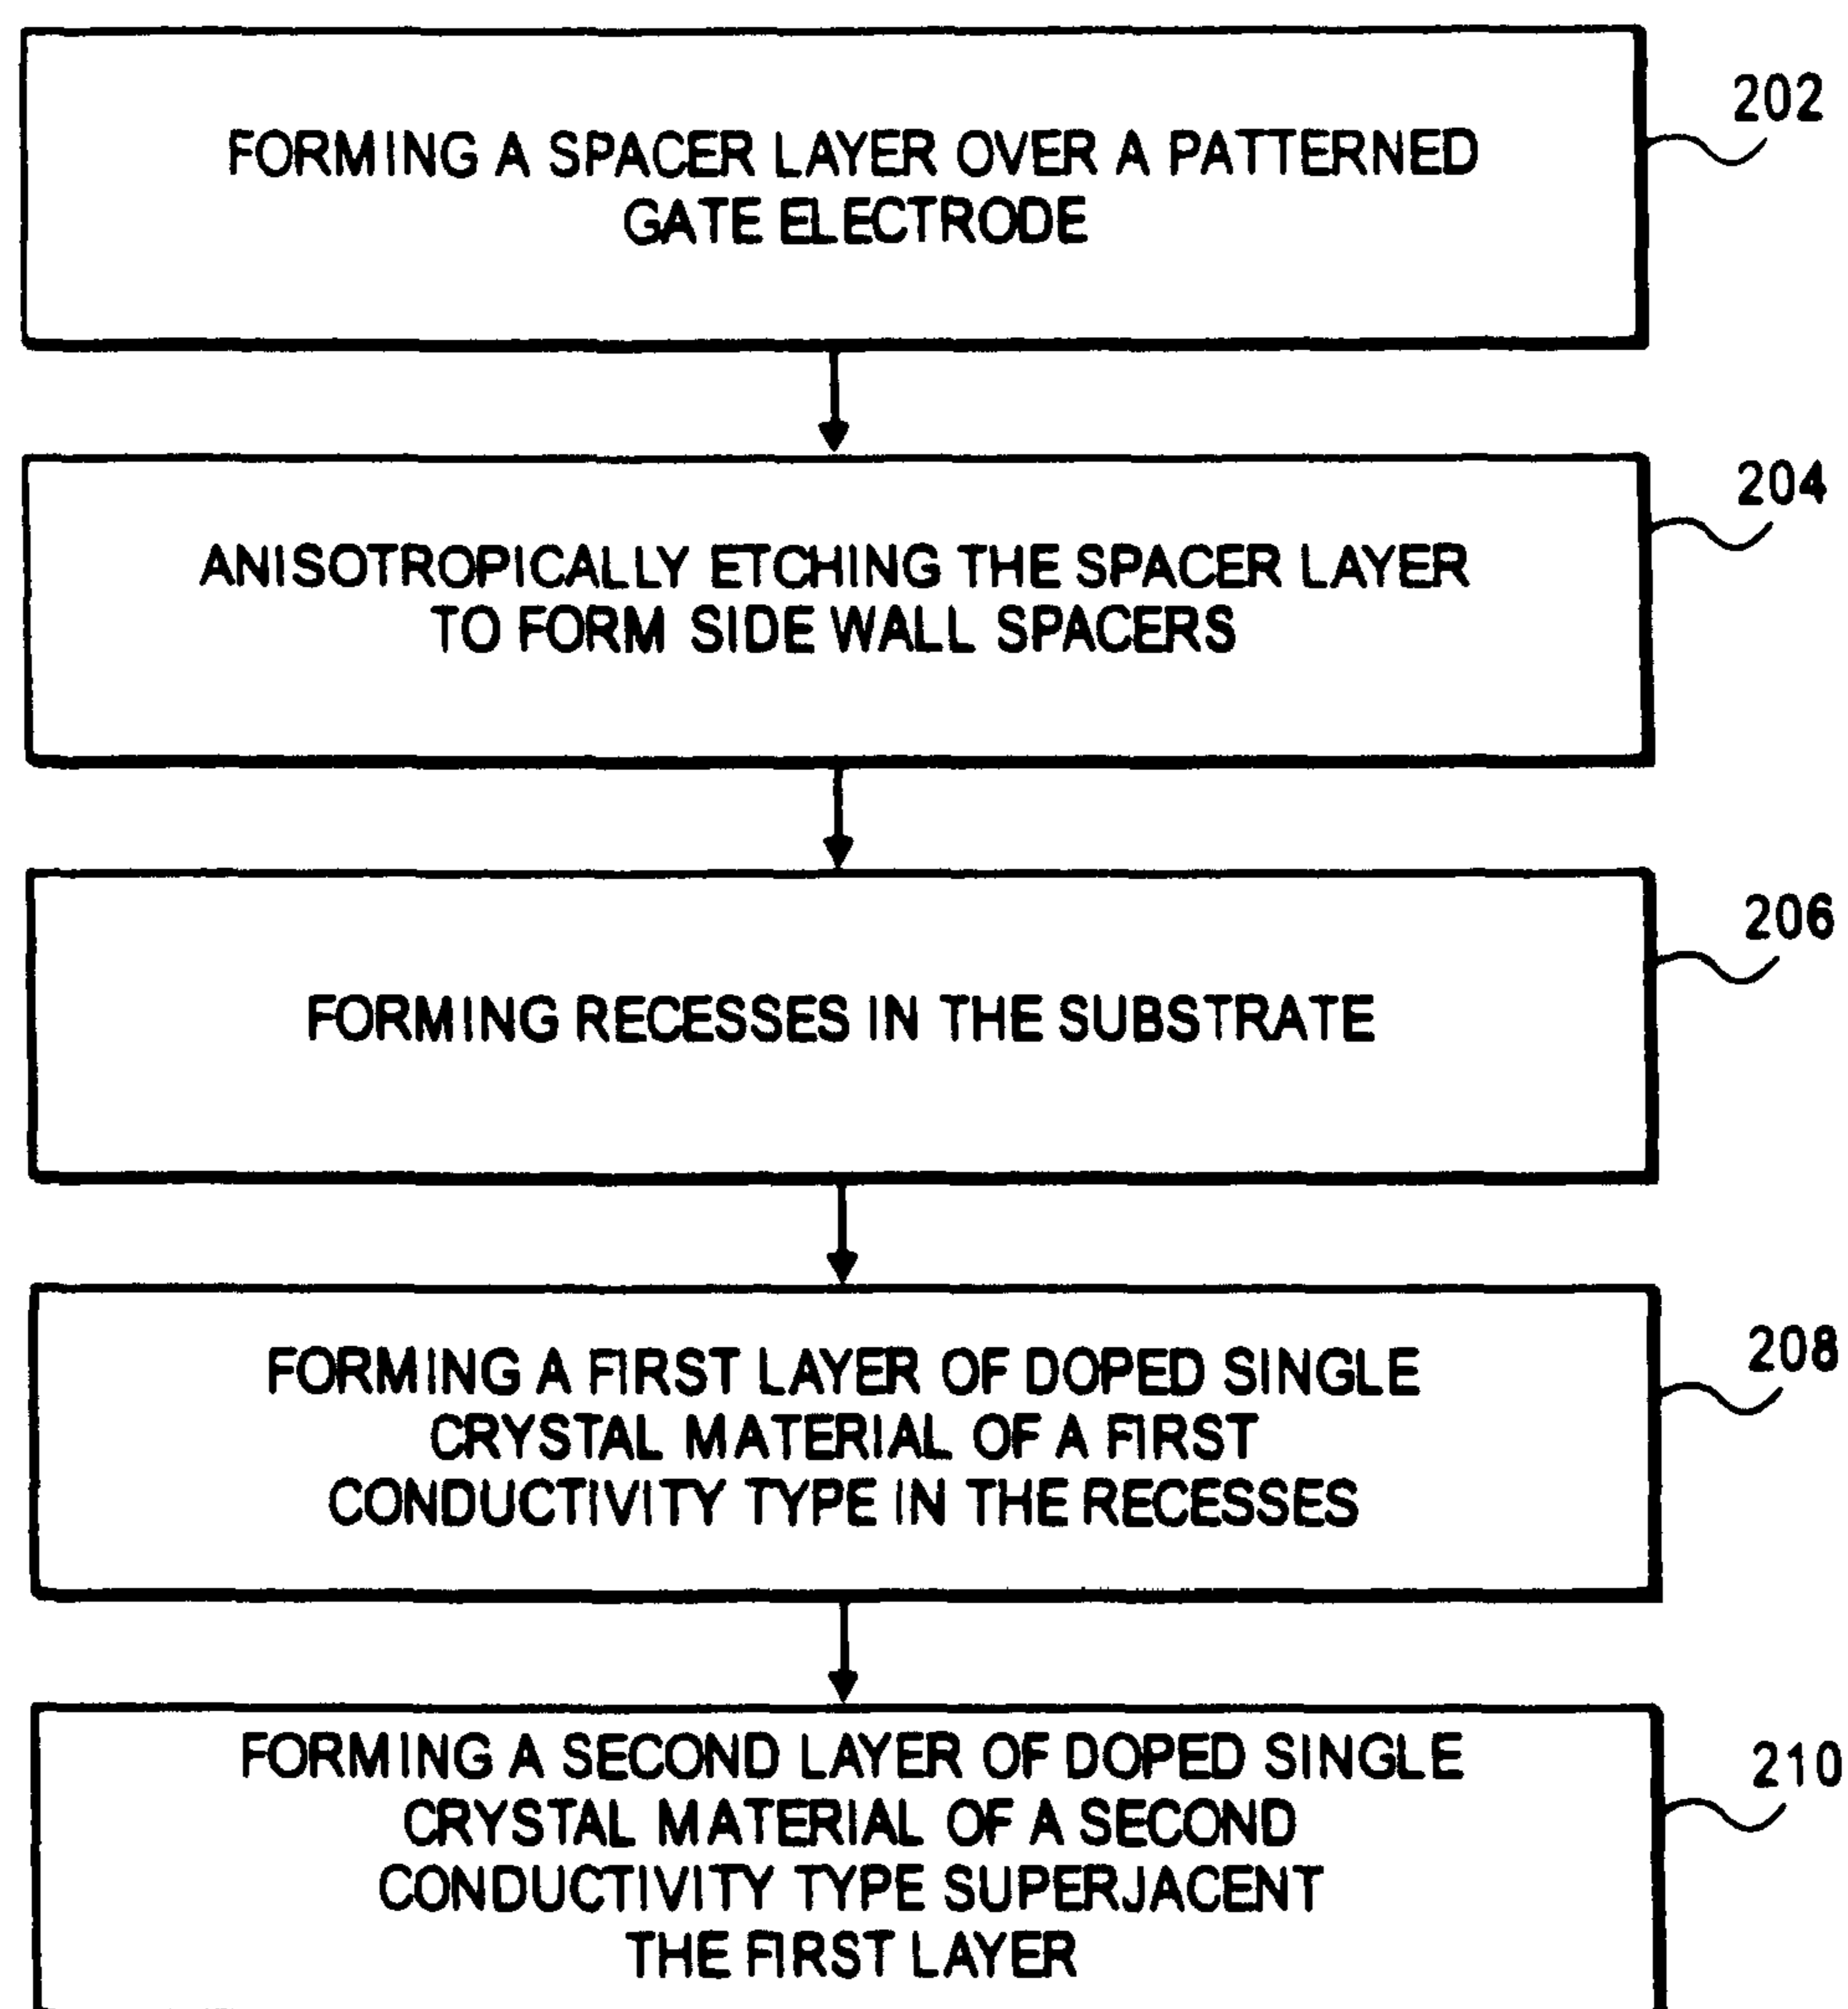 202
FORMING A SPACER LAYER OVER A PATTERNED
GATE ELECTRODE
204
ANISOTROPICALLY ETCHING THE SPACER LAYER
TO FORM SIDE WALL SPACERS
206
FORMING RECESSES IN THE SUBSTRATE
208
FORMING A FIRST LAYER OF DOPED SINGLE
CRYSTAL MATERIAL OF A FIRST
CONDUCTIVITY TYPE IN THE RECESSES
210
FORMING A SECOND LAYER OF DOPED SINGLE
CRYSTAL MATERIAL OF A SECOND
CONDUCTIVITY TYPE SUPERJACENT
THE FIRST LAYER